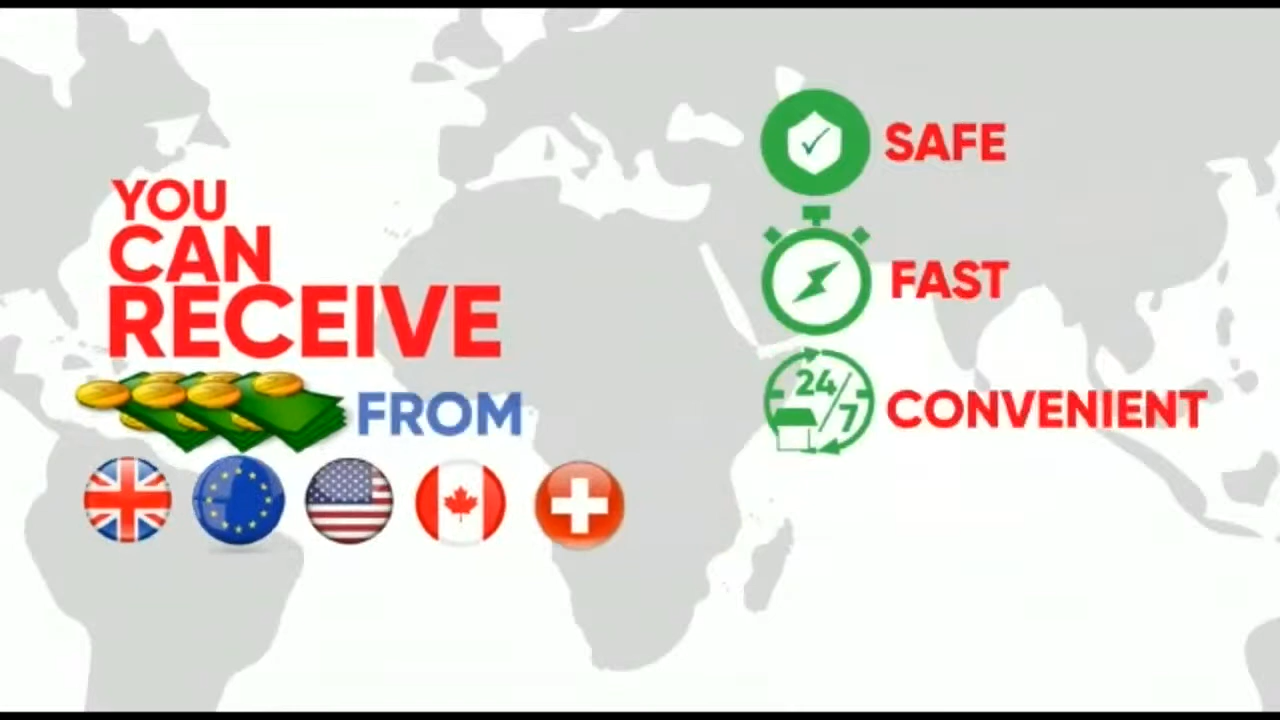 YOU
CAN
RECEIVE
FROM
SAFE
FAST
24/7
CONVENIENT